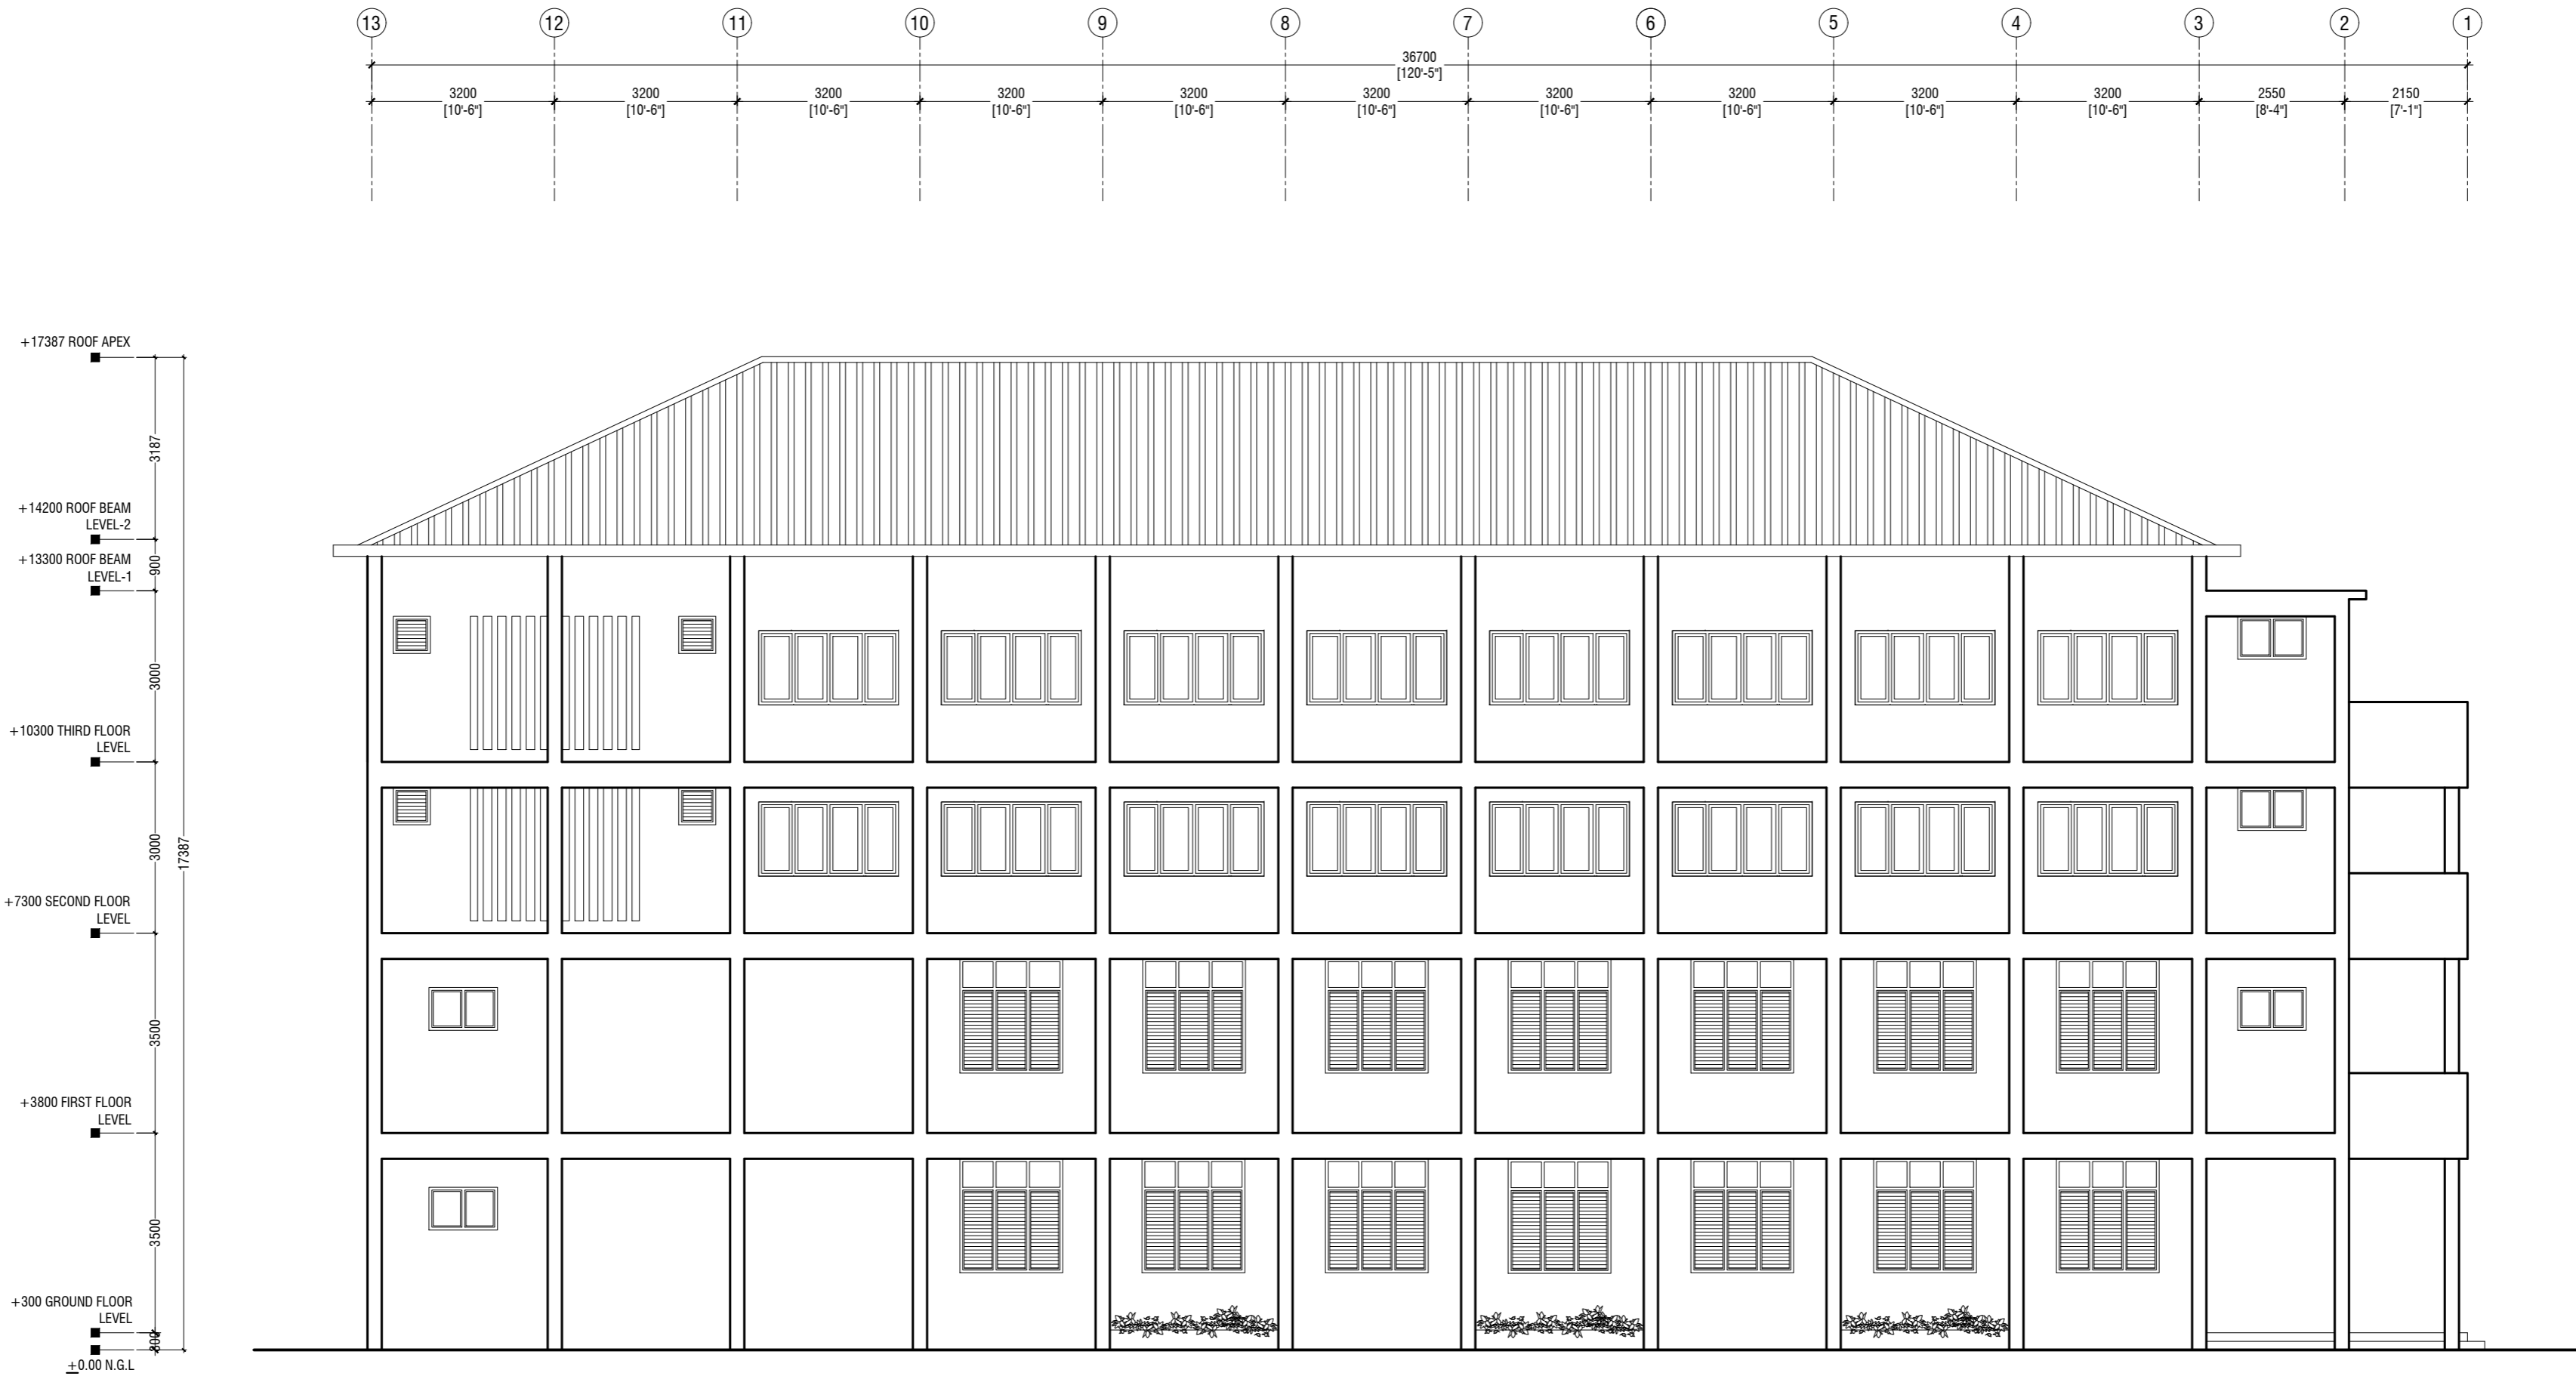 13 12 11 10 9 8 7 6 5 4 3 2 1
36700
[120'-5"]
3200 3200 3200 3200 3200 3200 3200 3200 3200 3200 2550 2150
[10'-6"] [10'-6"] [10'-6"] [10'-6"] [10'-6"] [10'-6"] [10'-6"] [10'-6"] [10'-6"] [10'-6"] [8'-4"] [7'-1"]
+17387 ROOF APEX
3187
+14200 ROOF BEAM
LEVEL-2
900
+13300 ROOF BEAM
LEVEL-1
3000
+10300 THIRD FLOOR
LEVEL
3000
17387
+7300 SECOND FLOOR
LEVEL
3500
+3800 FIRST FLOOR
LEVEL
3500
+300 GROUND FLOOR
LEVEL
300
±0.00 N.G.L